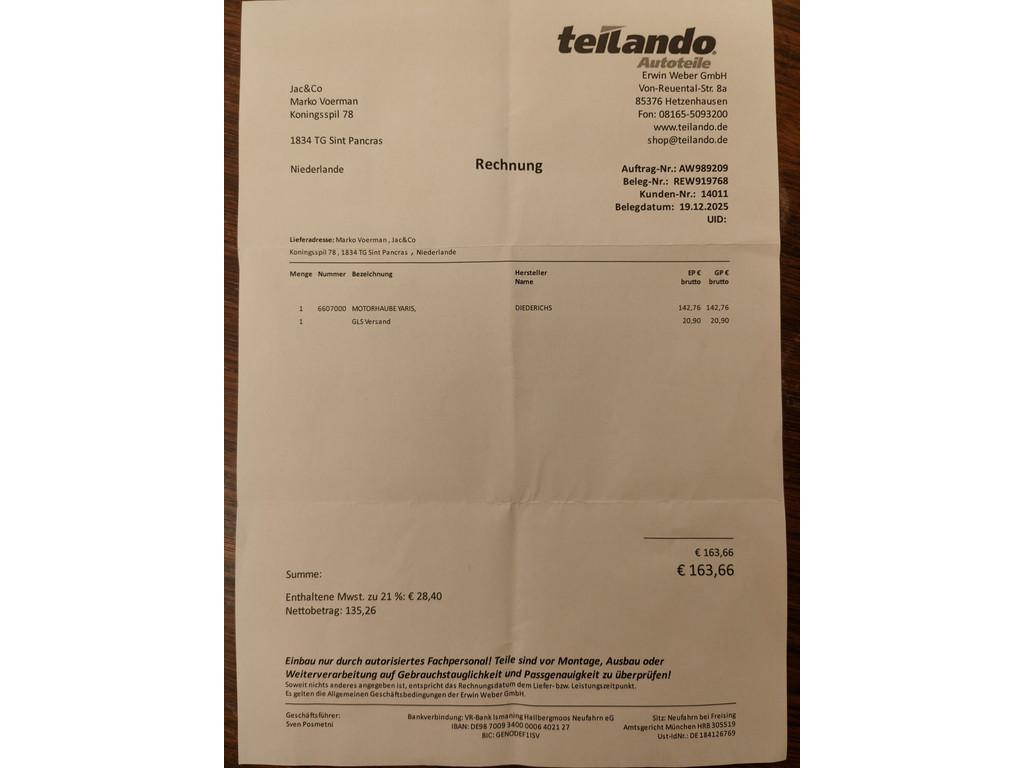 teilando
Autoteile
Erwin Weber GmbH
Von-Reuental-Str. 8a
85376 Hetzenhausen
Fon: 08165-5093200
www.teilando.de
shop@teilando.de
Jac&Co
Marko Voerman
Koningsspil 78
1834 TG Sint Pancras
Niederlande
Rechnung
Auftrag-Nr.: AW989209
Beleg-Nr.: REW919768
Kunden-Nr.: 14011
Belegdatum: 19.12.2025
UID:
Lieferadresse: Marko Voerman , Jac&Co
Koningsspil 78 , 1834 TG Sint Pancras , Niederlande
Menge Nummer Bezeichnung Hersteller Name EP € brutto GP € brutto
1 6607000 MOTORHAUBE YARIS, DIEDERICHS 142,76 142,76
1 GLS Versand 20,90 20,90
€ 163,66
Summe: € 163,66
Enthaltene Mwst. zu 21 %: € 28,40
Nettobetrag: 135,26
Einbau nur durch autorisiertes Fachpersonal! Teile sind vor Montage, Ausbau oder
Weiterverarbeitung auf Gebrauchstauglichkeit und Passgenauigkeit zu überprüfen!
Soweit nichts anderes angegeben ist, entspricht das Rechnungsdatum dem Liefer- bzw. Leistungszeitpunkt.
Es gelten die Allgemeinen Geschäftsbedingungen der Erwin Weber GmbH.
Geschäftsführer:
Sven Posmetni
Bankverbindung: VR-Bank Ismaning Hallbergmoos Neufahrn eG
IBAN: DE98 7009 3400 0006 4021 27
BIC: GENODEF1ISV
Sitz: Neufahrn bei Freising
Amtsgericht München HRB 305519
Ust-IdNr.: DE 184126769